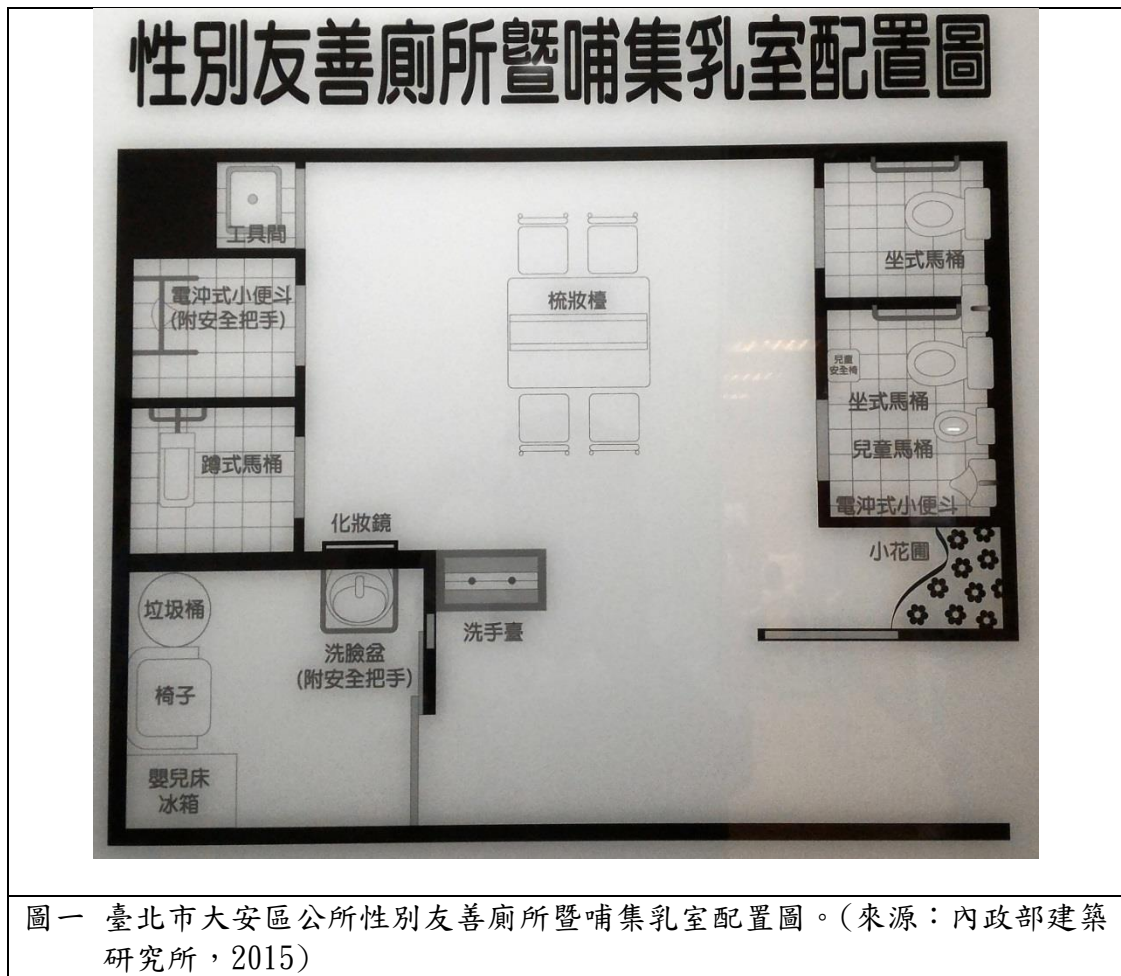 性別友善廁所暨哺集乳室配置圖
工具間
電沖式小便斗
(附安全把手)
蹲式馬桶
梳妝檯
坐式馬桶
兒童
安全椅
坐式馬桶
兒童馬桶
電沖式小便斗
小花圃
化妝鏡
洗手臺
洗臉盆
(附安全把手)
垃圾桶
椅子
嬰兒床
冰箱
圖一 臺北市大安區公所性別友善廁所暨哺集乳室配置圖。(來源：內政部建築
研究所，2015)